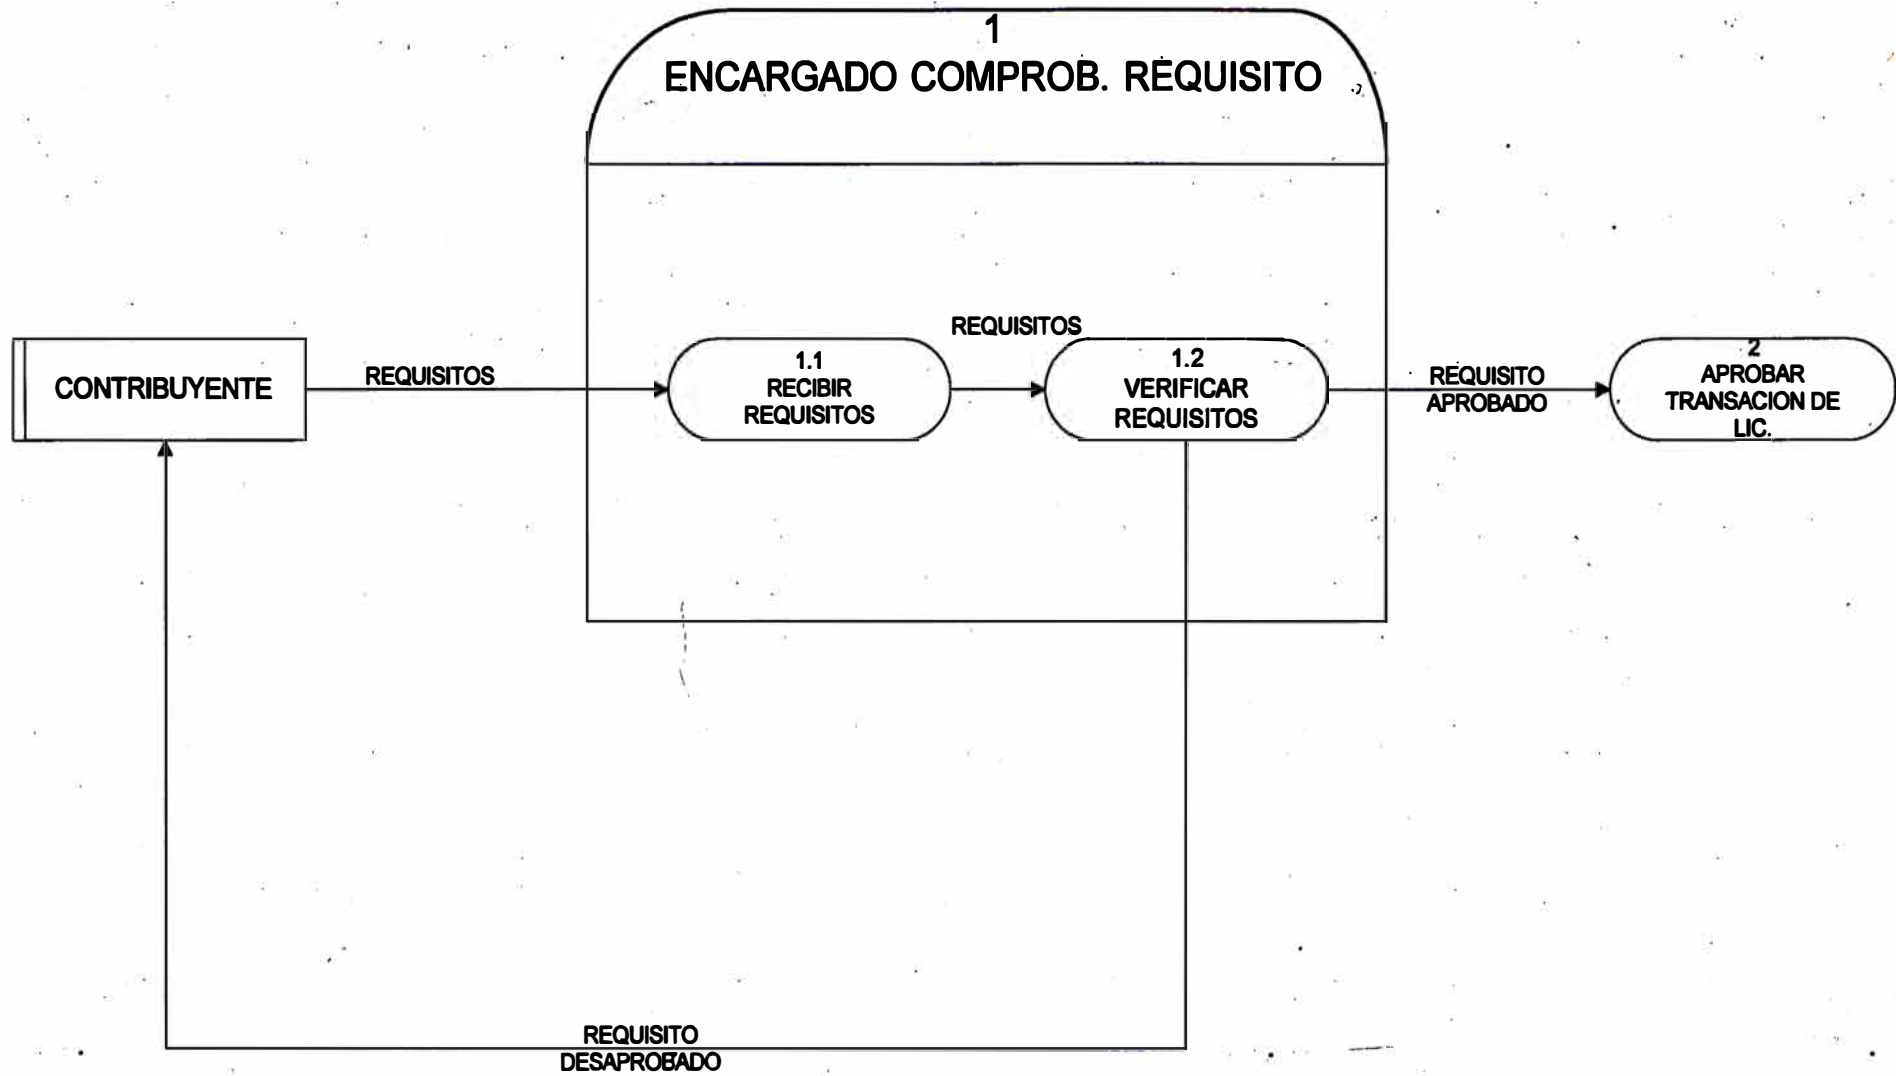 1
ENCARGADO COMPROB. REQUISITO
CONTRIBUYENTE
REQUISITOS
1.1
RECIBIR
REQUISITOS
REQUISITOS
1.2
VERIFICAR
REQUISITOS
REQUISITO
APROBADO
2
APROBAR
TRANSACION DE
LIC.
REQUISITO
DESAPROBADO